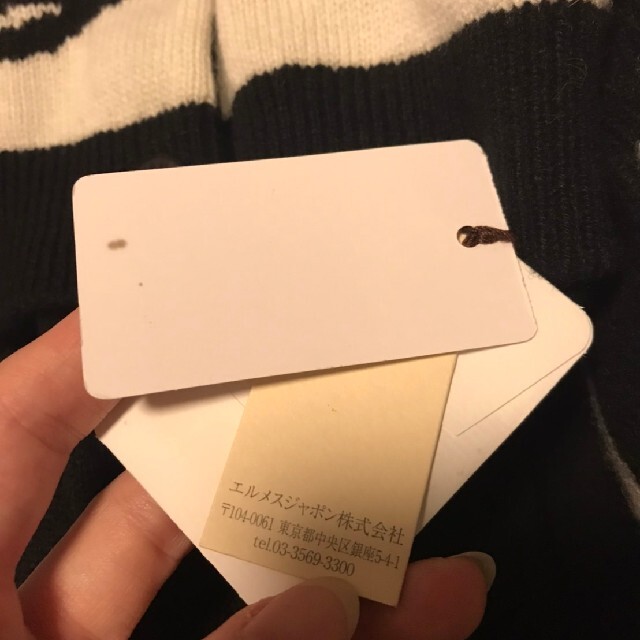 エルメスジャポン株式会社
〒104-0061 東京都中央区銀座5-4-1
tel.03-3569-3300